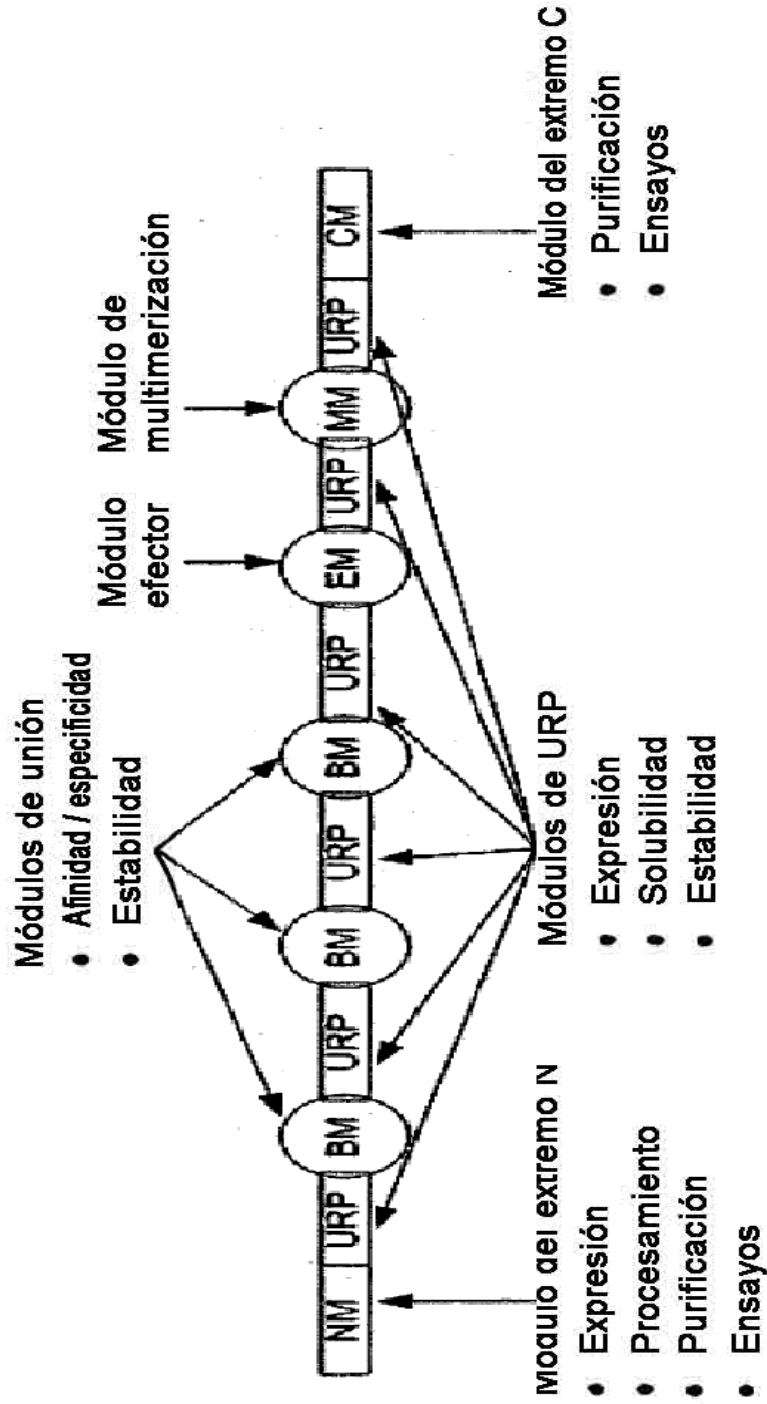 Módulos de unión
• Afinidad / especificidad
• Estabilidad
Módulo
efector
Módulo de
multimerización
NM URP BM URP BM URP BM URP EM URP MM URP CM
Módulo del extremo N
• Expresión
• Procesamiento
• Purificación
• Ensayos
Módulos de URP
• Expresión
• Solubilidad
• Estabilidad
Módulo del extremo C
• Purificación
• Ensayos